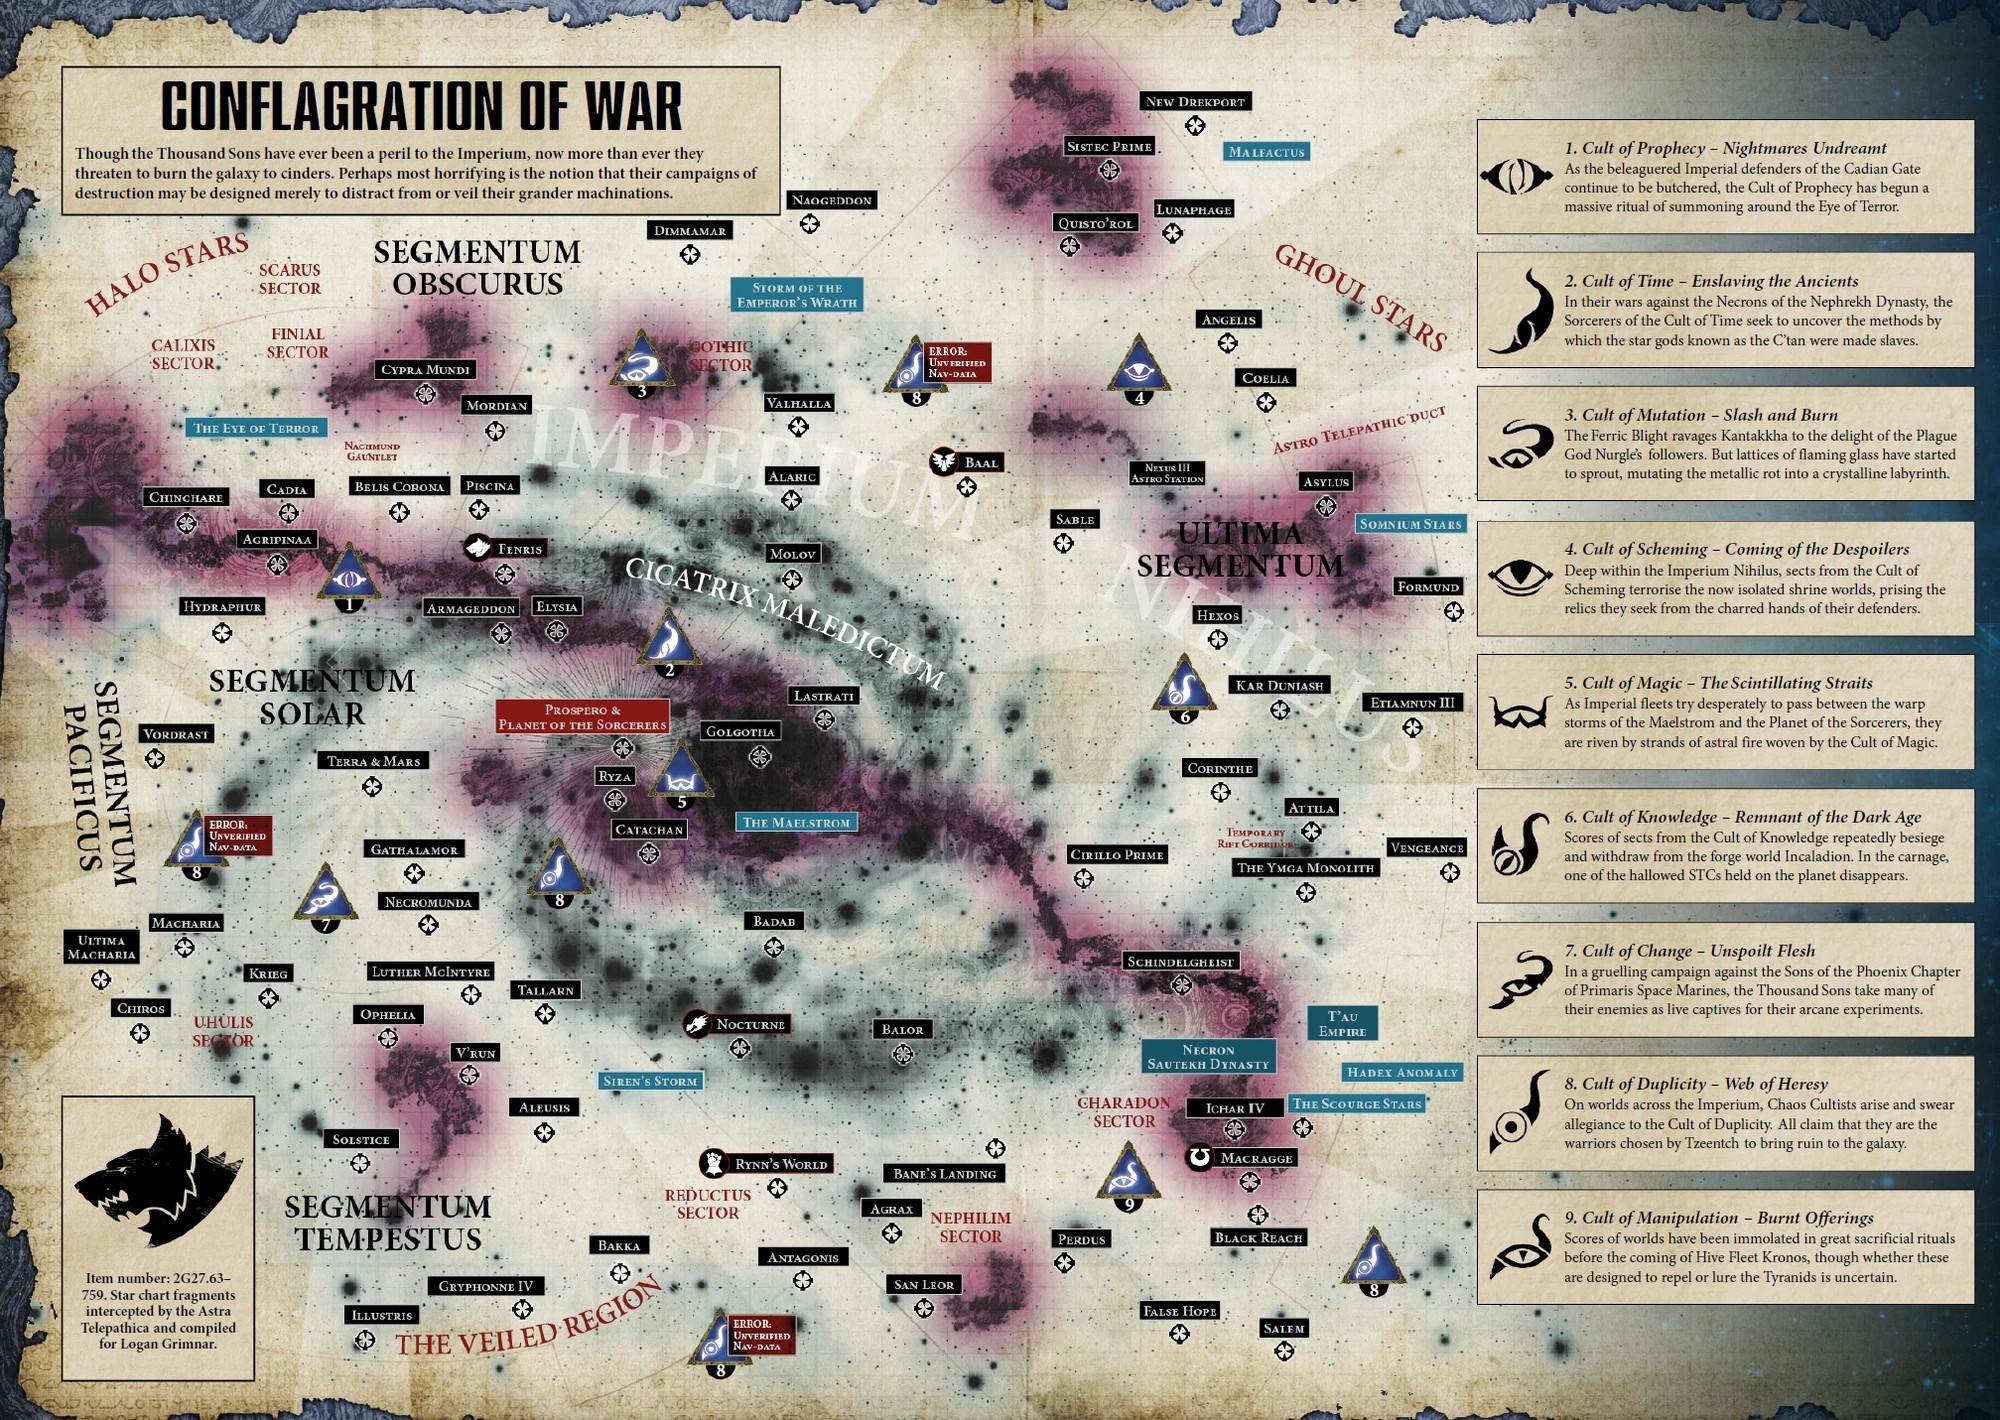 CONFLAGRATION OF WAR
Though the Thousand Sons have ever been a peril to the Imperium, now more than ever they
threaten to burn the galaxy to cinders. Perhaps most horrifying is the notion that their campaigns of
destruction may be designed merely to distract from or veil their grander machinations.
NEW DREKPORT
SISTEC PRIME
MALFACTUS
NAOGEDDON
LUNAPHAGE
QUISTO'ROL
DIMMAMAR
HALO STARS
SCARUS
SECTOR
SEGMENTUM
OBSCURUS
STORM OF THE
EMPEROR'S WRATH
GHOUL STARS
ANGELIS
CALIXIS
SECTOR
FINIAL
SECTOR
CYPRA MUNDI
3
GOTHIC
SECTOR
ERROR:
UNVERIFIED
NAV-DATA
8
4
COELIA
MORDIAN
VALHALLA
THE EYE OF TERROR
NACHMUND
GAUNTLET
IMPERIUM
NIHILUS
ASTRO TELEPATHIC DUCT
BAAL
NEXUS III
ASTRO STATION
ASYLUS
CHINCHARE
CADIA
BELIS CORONA
PISCINA
ALARIC
SABLE
SOMNIUM STARS
ULTIMA
SEGMENTUM
AGRIPINAA
FENRIS
MOLOV
CICATRIX MALEDICTUM
1
FORMUND
HYDRAPHUR
ARMAGEDDON
ELYSIA
HEXOS
2
SEGMENTUM
SOLAR
SEGMENTUM
PACIFICUS
PROSPERO &
PLANET OF THE SORCERERS
LASTRATI
6
KAR DUNIASH
ETIAMNUN III
VORDRAST
GOLGOTHA
TERRA & MARS
RYZA
5
CORINTHE
ATTILA
CATACHAN
THE MAELSTROM
TEMPORARY
RIFT CORRIDOR
ERROR:
UNVERIFIED
NAV-DATA
8
GATHALAMOR
CIRILLO PRIME
VENGEANCE
THE YMGA MONOLITH
7
NECROMUNDA
8
MACHARIA
BADAB
ULTIMA
MACHARIA
KRIEG
LUTHER MCINTYRE
SCHINDELGHEIST
TALLARN
CHIROS
UHULIS
SECTOR
OPHELIA
NOCTURNE
BALOR
T'AU
EMPIRE
V'RUN
NECRON
SAUTEKH DYNASTY
SIREN'S STORM
HADEX ANOMALY
ALEUSIS
CHARADON
SECTOR
ICHAR IV
THE SCOURGE STARS
SOLSTICE
RYNN'S WORLD
BANE'S LANDING
MACRAGGE
9
SEGMENTUM
TEMPESTUS
REDUCTUS
SECTOR
AGRAX
NEPHILIM
SECTOR
PERDUS
BLACK REACH
BAKKA
ANTAGONIS
8
GRYPHONNE IV
SAN LEOR
ILLUSTRIS
THE VEILED REGION
ERROR:
UNVERIFIED
NAV-DATA
8
FALSE HOPE
SALEM
Item number: 2G27.63–
759. Star chart fragments
intercepted by the Astra
Telepathica and compiled
for Logan Grimnar.
1. Cult of Prophecy – Nightmares Undreamt
As the beleaguered Imperial defenders of the Cadian Gate
continue to be butchered, the Cult of Prophecy has begun a
massive ritual of summoning around the Eye of Terror.
2. Cult of Time – Enslaving the Ancients
In their wars against the Necrons of the Nephrekh Dynasty, the
Sorcerers of the Cult of Time seek to uncover the methods by
which the star gods known as the C'tan were made slaves.
3. Cult of Mutation – Slash and Burn
The Ferric Blight ravages Kantakkha to the delight of the Plague
God Nurgle's followers. But lattices of flaming glass have started
to sprout, mutating the metallic rot into a crystalline labyrinth.
4. Cult of Scheming – Coming of the Despoilers
Deep within the Imperium Nihilus, sects from the Cult of
Scheming terrorise the now isolated shrine worlds, prising the
relics they seek from the charred hands of their defenders.
5. Cult of Magic – The Scintillating Straits
As Imperial fleets try desperately to pass between the warp
storms of the Maelstrom and the Planet of the Sorcerers, they
are riven by strands of astral fire woven by the Cult of Magic.
6. Cult of Knowledge – Remnant of the Dark Age
Scores of sects from the Cult of Knowledge repeatedly besiege
and withdraw from the forge world Incaladion. In the carnage,
one of the hallowed STCs held on the planet disappears.
7. Cult of Change – Unspoilt Flesh
In a gruelling campaign against the Sons of the Phoenix Chapter
of Primaris Space Marines, the Thousand Sons take many of
their enemies as live captives for their arcane experiments.
8. Cult of Duplicity – Web of Heresy
On worlds across the Imperium, Chaos Cultists arise and swear
allegiance to the Cult of Duplicity. All claim that they are the
warriors chosen by Tzeentch to bring ruin to the galaxy.
9. Cult of Manipulation – Burnt Offerings
Scores of worlds have been immolated in great sacrificial rituals
before the coming of Hive Fleet Kronos, though whether these
are designed to repel or lure the Tyranids is uncertain.